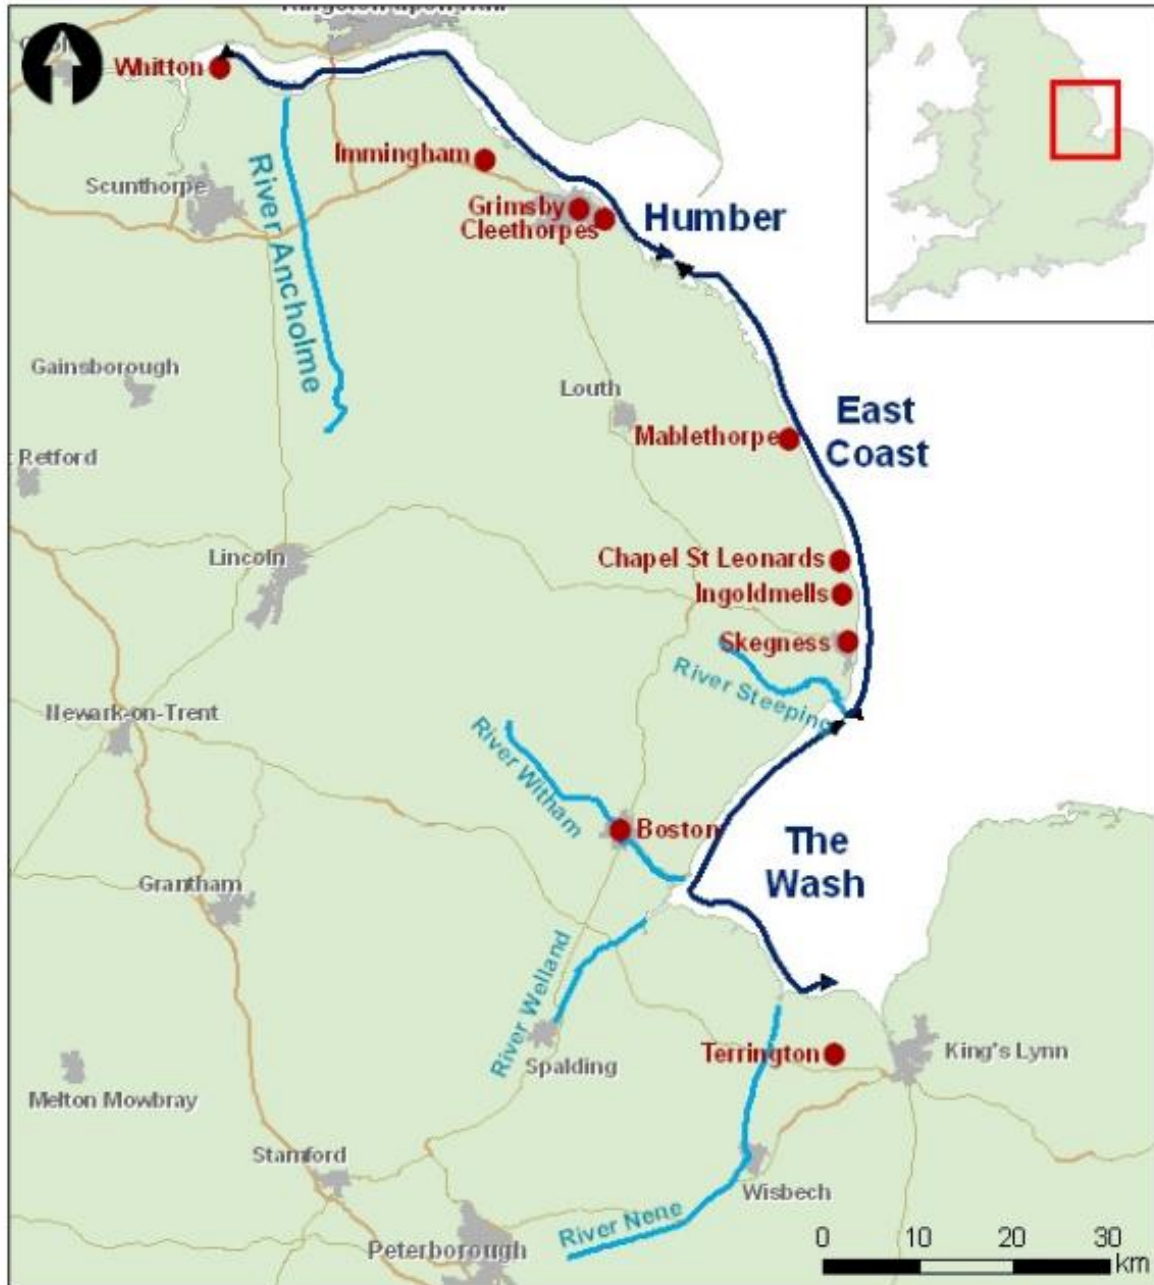 Whitton
Immingham
Scunthorpe
Grimsby
Cleethorpes
Humber
River Ancholme
Gainsborough
Louth
East
Coast
Mablethorpe
Retford
Chapel St Leonards
Lincoln
Ingoldmells
Skegness
River Steeping
Newark-on-Trent
River Witham
Boston
The
Wash
Grantham
River Welland
Terrington
King's Lynn
Spalding
Melton Mowbray
Stamford
Wisbech
River Nene
Peterborough
0 10 20 30
km